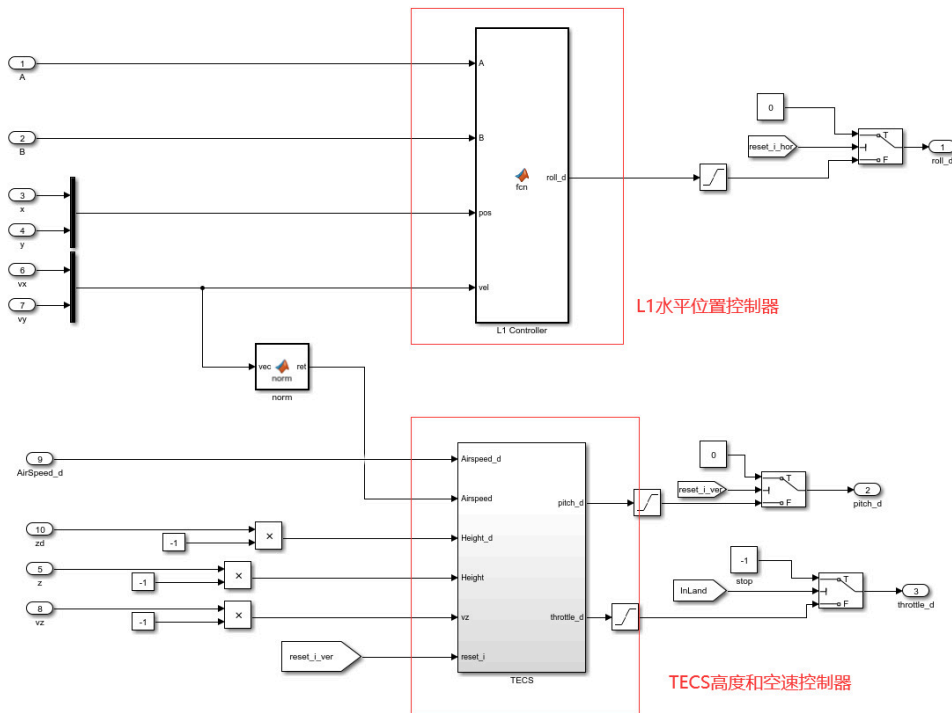 1
A
A
2
B
B
3
x
4
y
pos
6
vx
7
vy
vel
fcn
roll_d
L1 Controller
0
reset_i_hor
T
F
1
roll_d
L1水平位置控制器
vec
norm
ret
norm
9
AirSpeed_d
Airspeed_d
Airspeed
10
zd
-1
×
Height_d
5
z
-1
×
Height
8
vz
-1
×
vz
reset_i_ver
reset_i
pitch_d
throttle_d
TECS
0
reset_i_ver
T
F
2
pitch_d
-1
stop
InLand
T
F
3
throttle_d
TECS高度和空速控制器